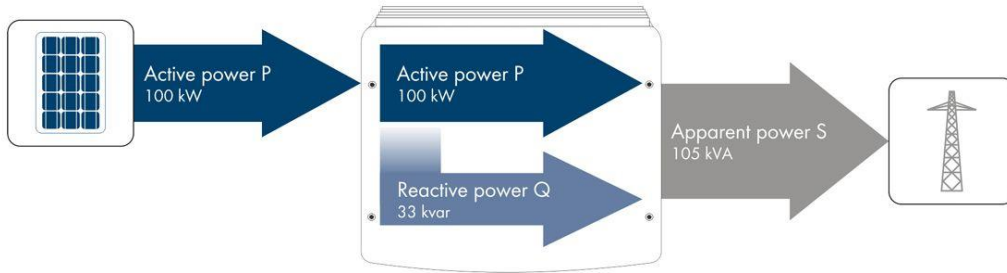 Active power P
100 kW
Active power P
100 kW
Reactive power Q
33 kvar
Apparent power S
105 kVA